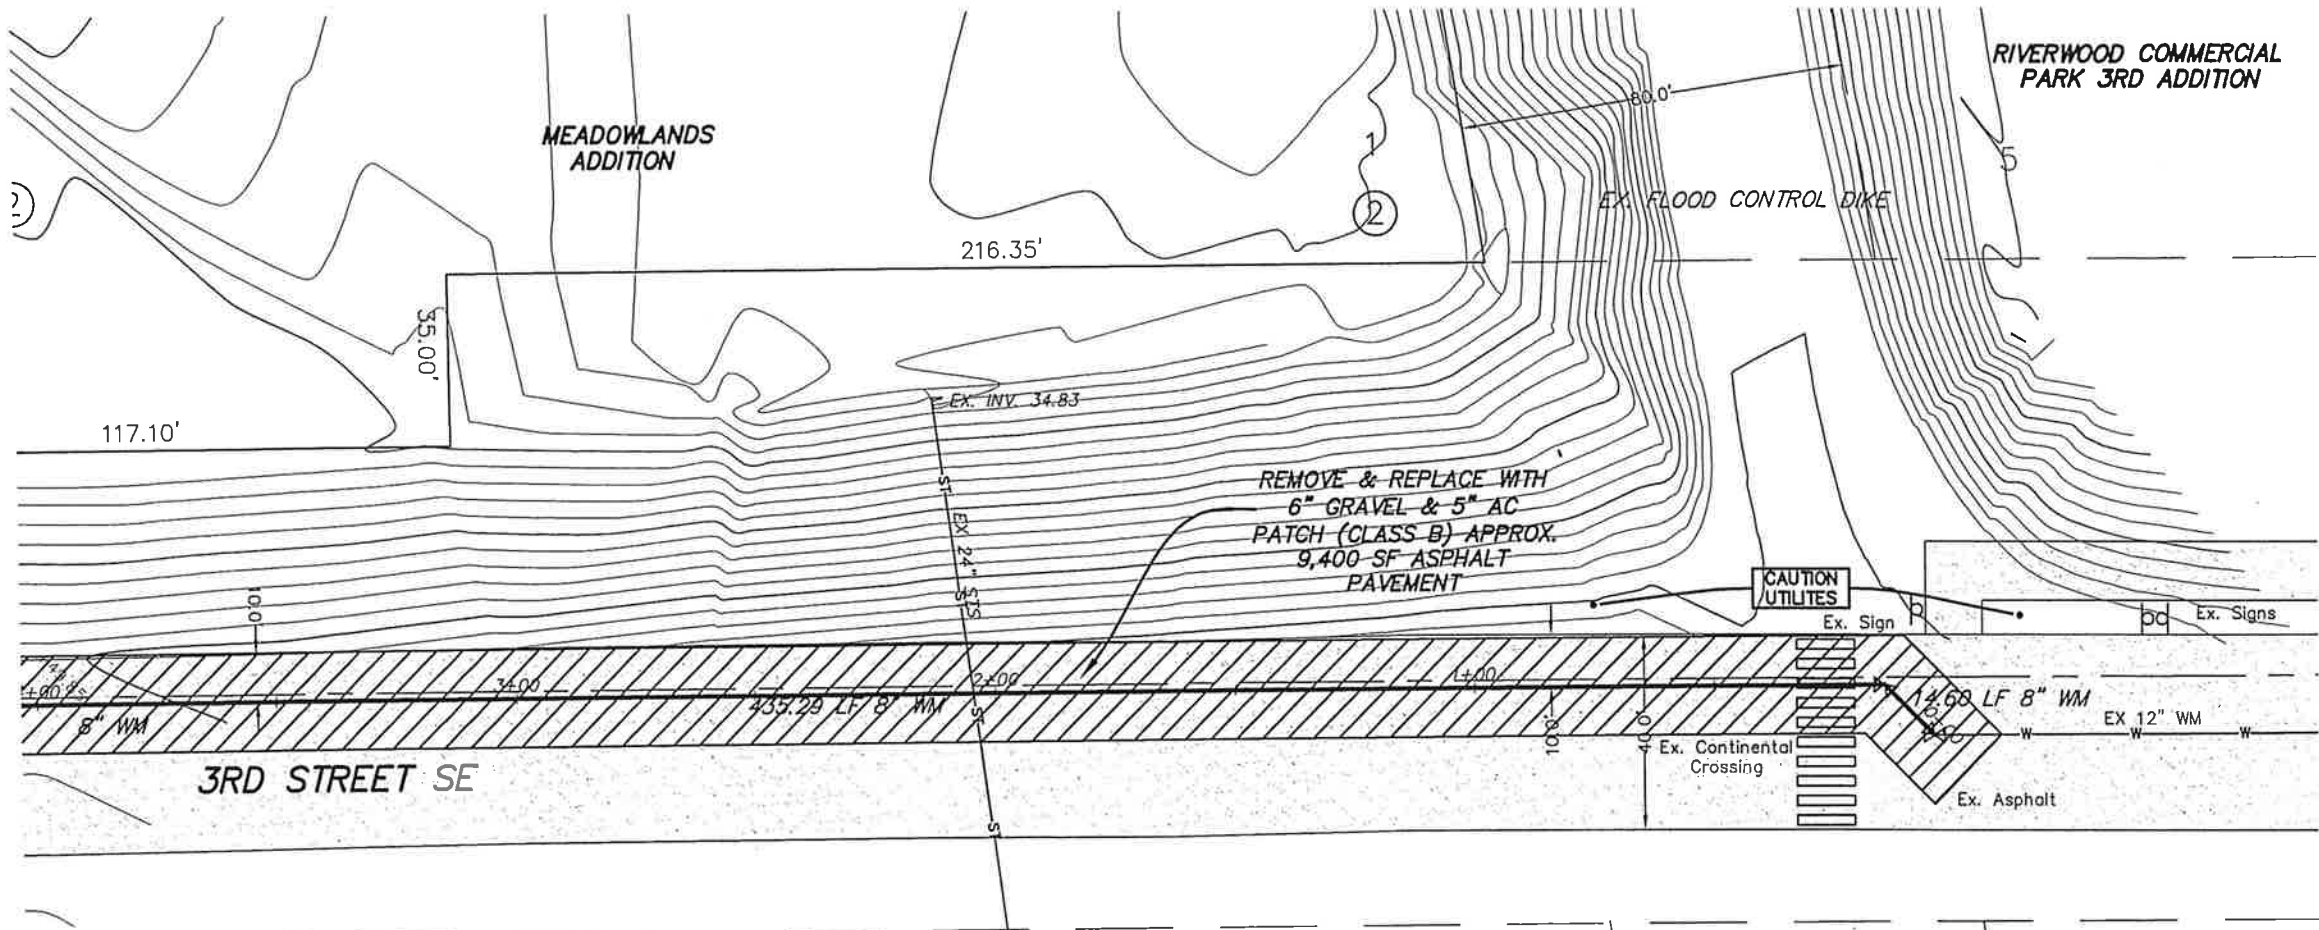 RIVERWOOD COMMERCIAL
PARK 3RD ADDITION
MEADOWLANDS
ADDITION
80.0'
1
5
2
2
EX. FLOOD CONTROL DIKE
216.35'
35.00'
EX. INV. 34.83
117.10'
ST
EX 24" STS
ST
REMOVE & REPLACE WITH
6" GRAVEL & 5" AC
PATCH (CLASS B) APPROX.
9,400 SF ASPHALT
PAVEMENT
CAUTION
UTILITES
Ex. Sign
Ex. Signs
10.0'
3+00
2+00
1+00
435.29 LF 8" WM
8" WM
14.60 LF 8" WM
EX 12" WM
W
W
W
ST
10.0'
40.0'
Ex. Continental
Crossing
3RD STREET SE
Ex. Asphalt
ST